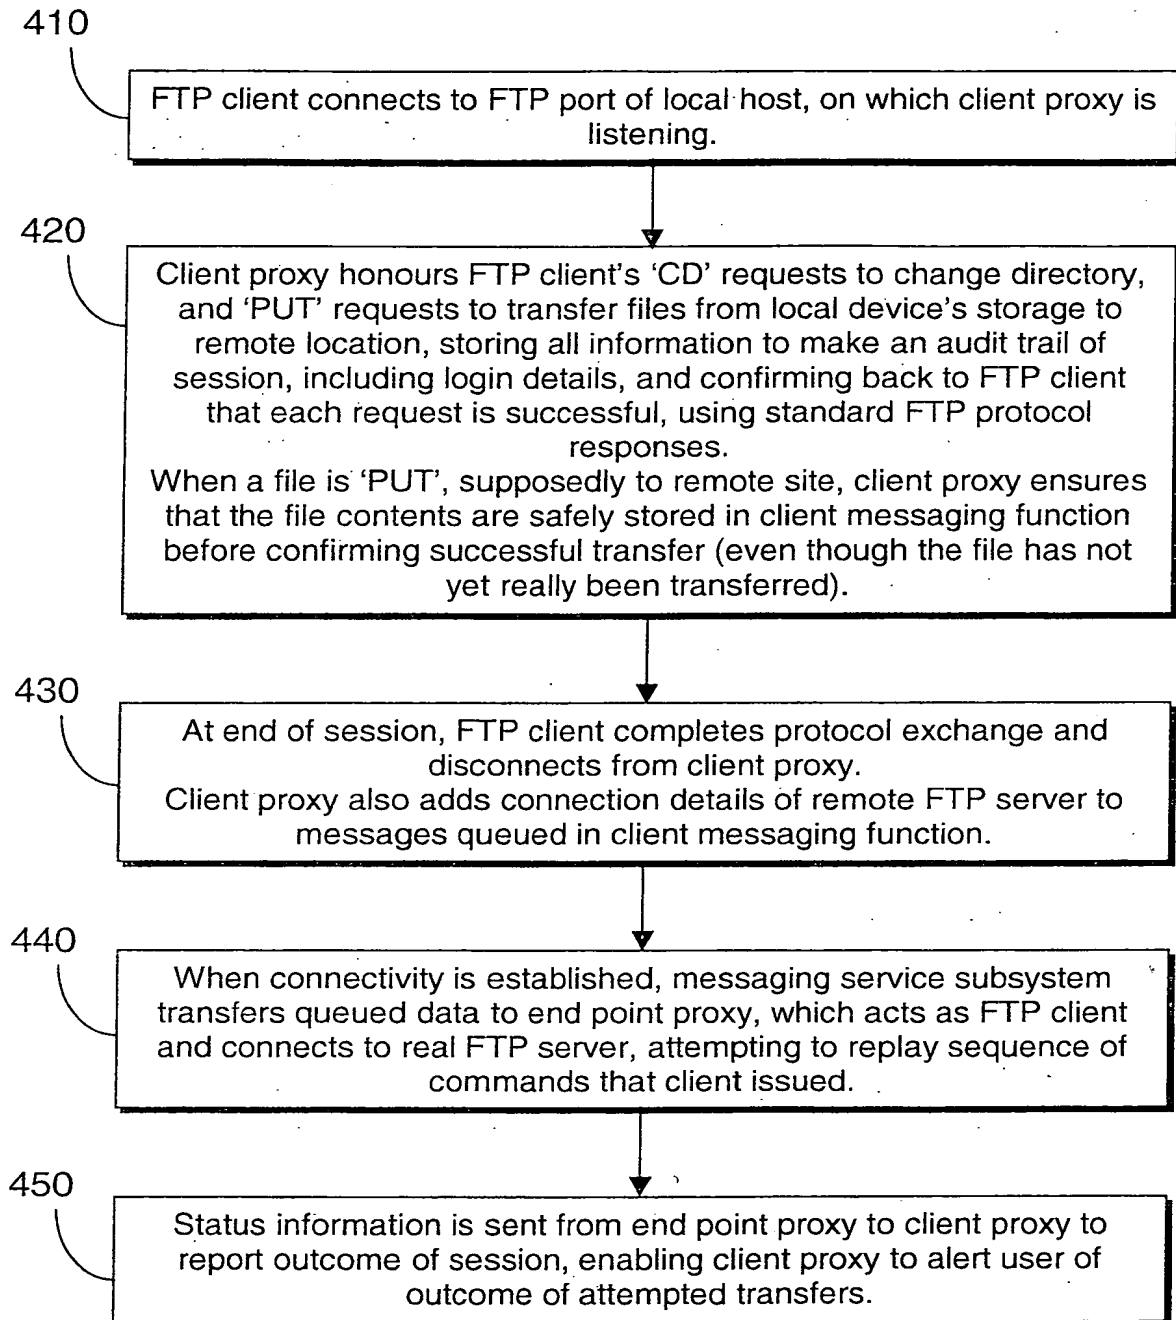 410
FTP client connects to FTP port of local host, on which client proxy is
listening.
420
Client proxy honours FTP client's 'CD' requests to change directory,
and 'PUT' requests to transfer files from local device's storage to
remote location, storing all information to make an audit trail of
session, including login details, and confirming back to FTP client
that each request is successful, using standard FTP protocol
responses.
When a file is 'PUT', supposedly to remote site, client proxy ensures
that the file contents are safely stored in client messaging function
before confirming successful transfer (even though the file has not
yet really been transferred).
430
At end of session, FTP client completes protocol exchange and
disconnects from client proxy.
Client proxy also adds connection details of remote FTP server to
messages queued in client messaging function.
440
When connectivity is established, messaging service subsystem
transfers queued data to end point proxy, which acts as FTP client
and connects to real FTP server, attempting to replay sequence of
commands that client issued.
450
Status information is sent from end point proxy to client proxy to
report outcome of session, enabling client proxy to alert user of
outcome of attempted transfers.